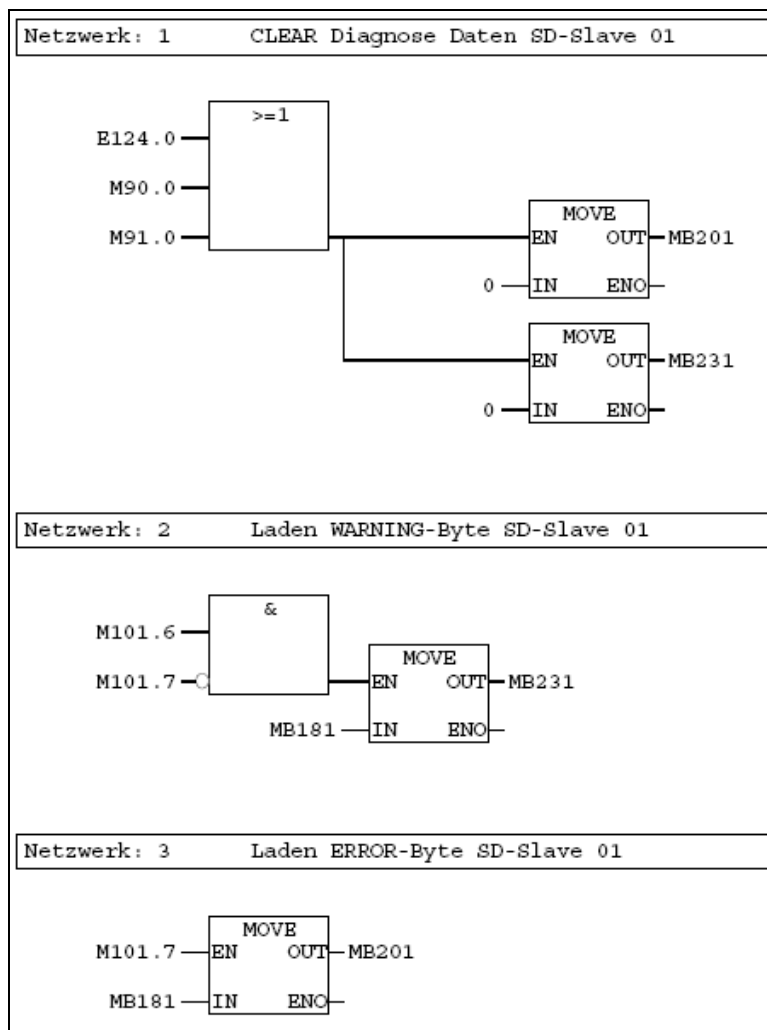 Netzwerk: 1 CLEAR Diagnose Daten SD-Slave 01
>=1
E124.0
M90.0
MOVE
M91.0 EN OUT MB201
0 IN ENO
MOVE
EN OUT MB231
0 IN ENO
Netzwerk: 2 Laden WARNING-Byte SD-Slave 01
&
M101.6
MOVE
M101.7 EN OUT MB231
MB181 IN ENO
Netzwerk: 3 Laden ERROR-Byte SD-Slave 01
MOVE
M101.7 EN OUT MB201
MB181 IN ENO